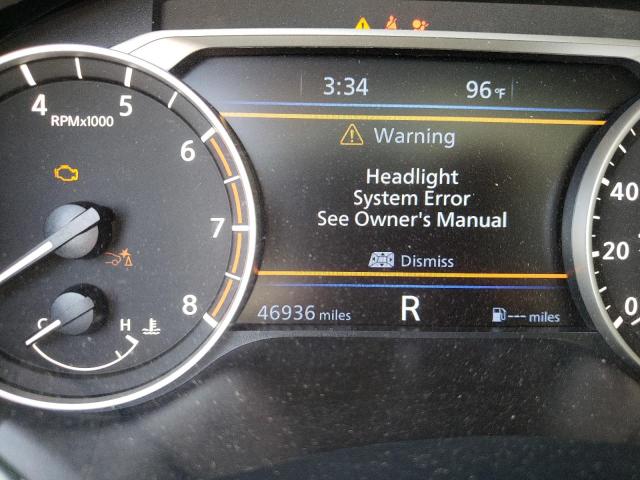 3:34 96°F
4 5 6 7 8
RPMx1000
Warning
Headlight
System Error
See Owner's Manual
Dismiss
C H
46936 miles R --- miles
40
20
0